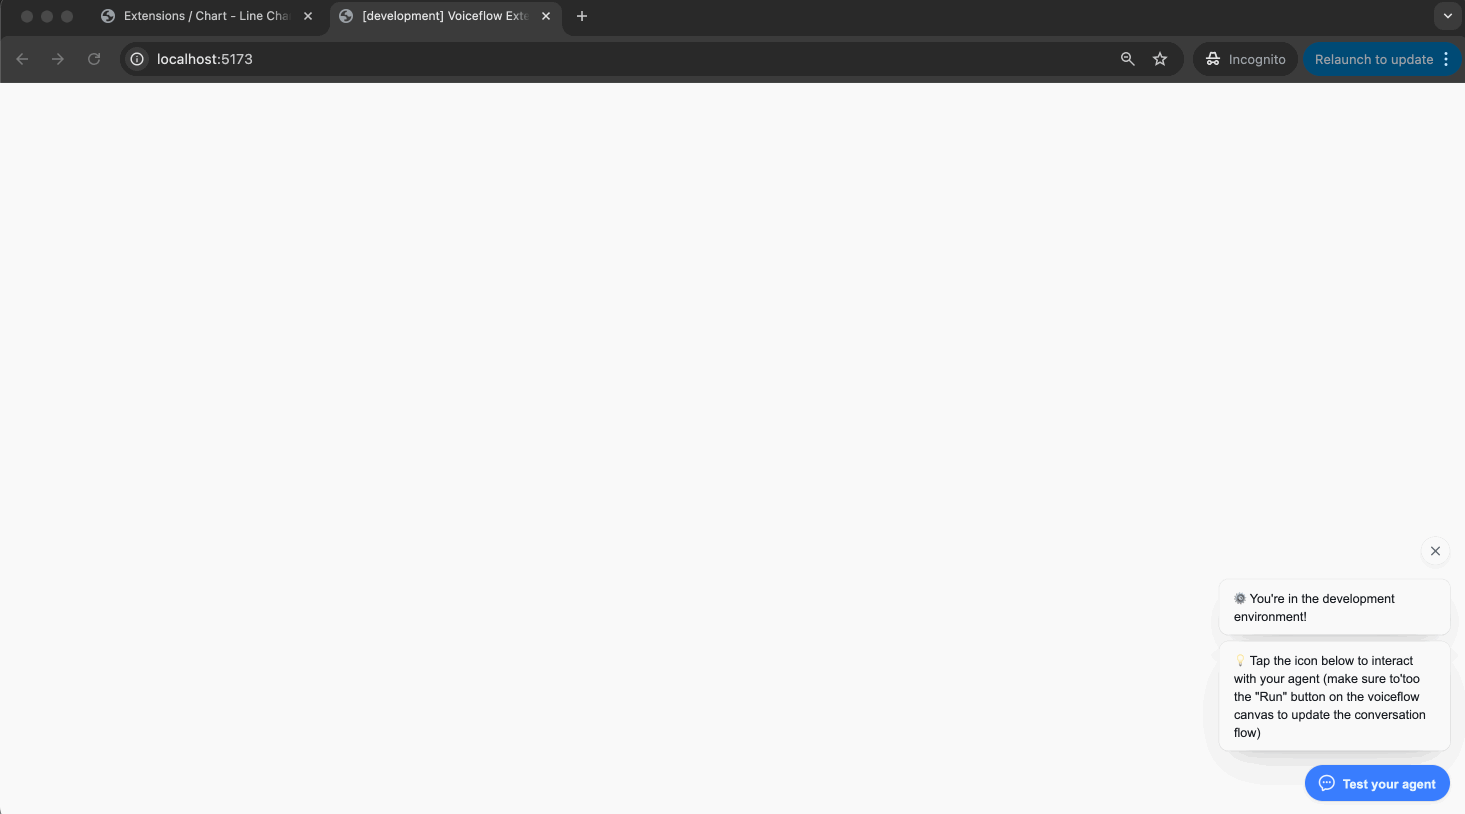 Extensions / Chart - Line Cha
[development] Voiceflow Exte
localhost:5173
Incognito
Relaunch to update
You're in the development
environment!
Tap the icon below to interact
with your agent (make sure to'too
the "Run" button on the voiceflow
canvas to update the conversation
flow)
Test your agent